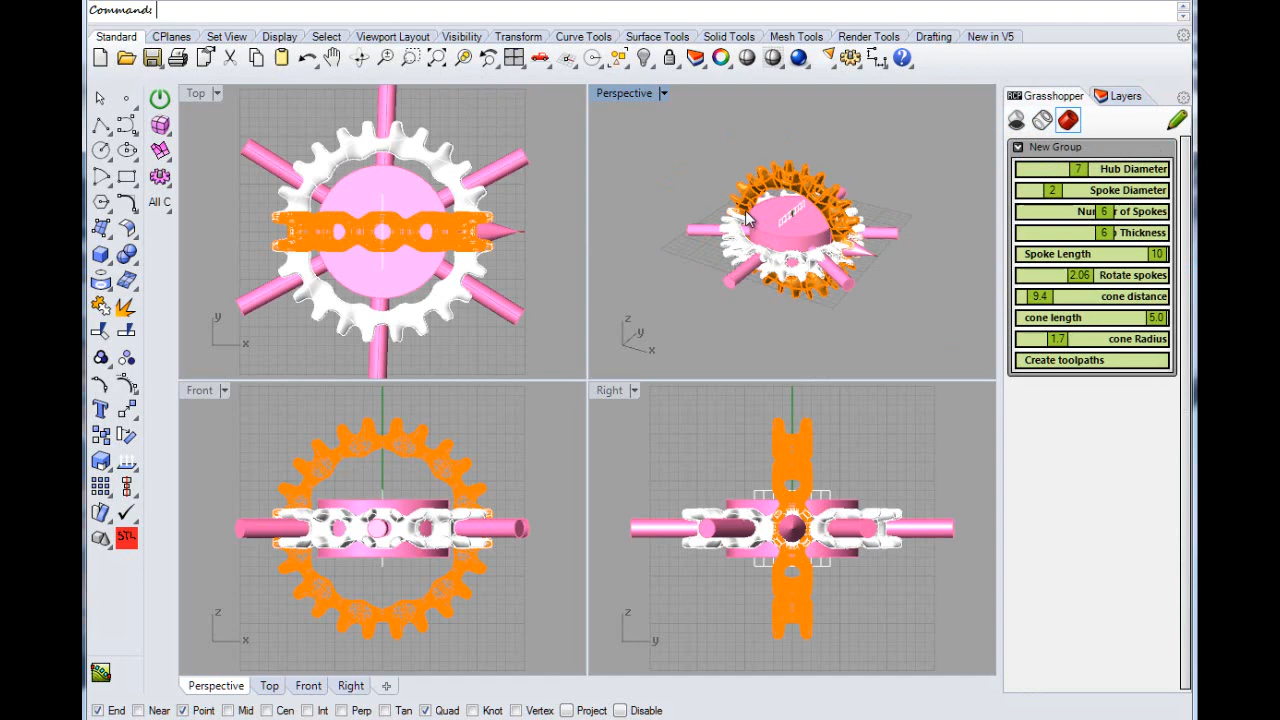 Command:
Standard CPlanes Set View Display Select Viewport Layout Visibility Transform Curve Tools Surface Tools Solid Tools Mesh Tools Render Tools Drafting New in V5
Top
Perspective
Grasshopper Layers
New Group
7 Hub Diameter
2 Spoke Diameter
6 r of Spokes
6 Thickness
Spoke Length 10
2.06 Rotate spokes
9.4 cone distance
cone length 5.0
1.7 cone Radius
Create toolpaths
All C
y
x
z
y
x
Front
Right
STL
z
x
z
y
Perspective Top Front Right
End Near Point Mid Cen Int Perp Tan Quad Knot Vertex Project Disable